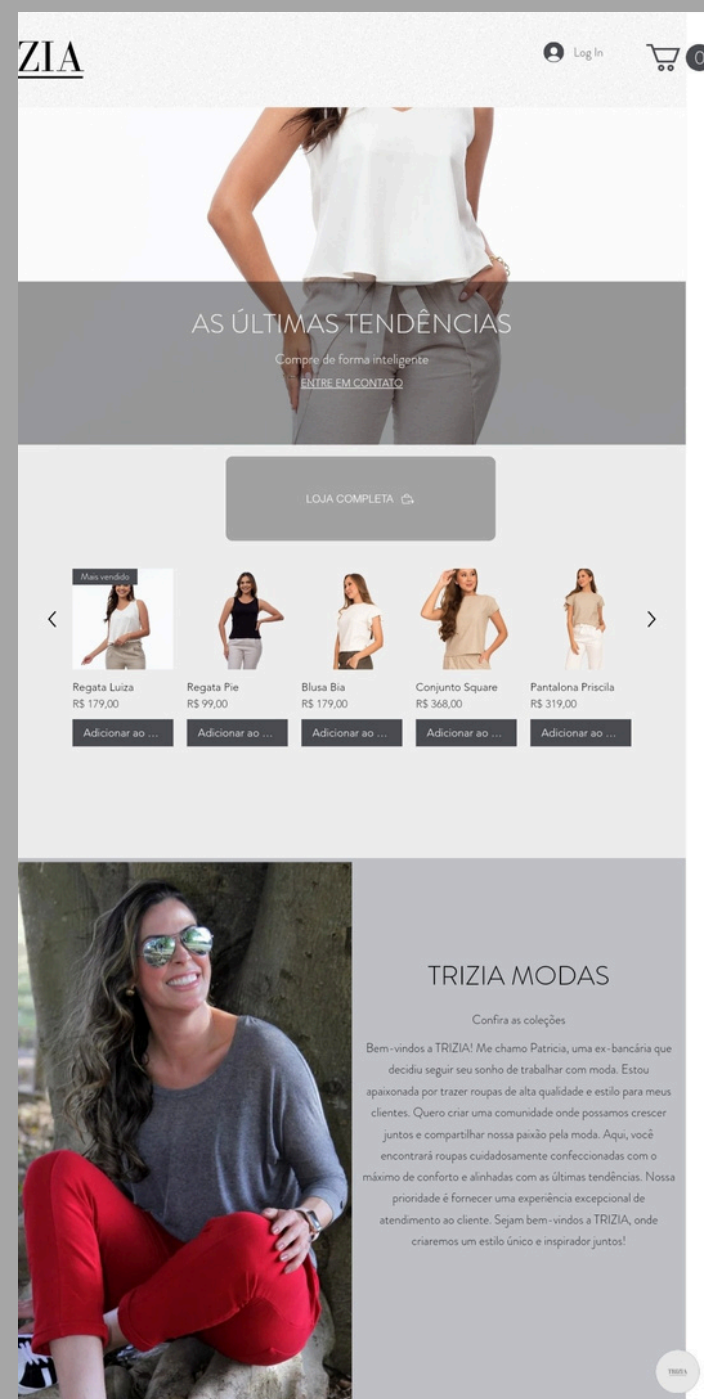 ZIA
Log In
0
AS ÚLTIMAS TENDÊNCIAS
Compre de forma inteligente
ENTRE EM CONTATO
LOJA COMPLETA
Mais vendido
Regata Luiza
R$ 179,00
Adicionar ao ...
Regata Pie
R$ 99,00
Adicionar ao ...
Blusa Bia
R$ 179,00
Adicionar ao ...
Conjunto Square
R$ 368,00
Adicionar ao ...
Pantalona Priscila
R$ 319,00
Adicionar ao ...
TRIZIA MODAS
Confira as coleções
Bem-vindos a TRIZIA! Me chamo Patricia, uma ex-bancária que
decidiu seguir seu sonho de trabalhar com moda. Estou
apaixonada por trazer roupas de alta qualidade e estilo para meus
clientes. Quero criar uma comunidade onde possamos crescer
juntos e compartilhar nossa paixão pela moda. Aqui, você
encontrará roupas cuidadosamente confeccionadas com o
máximo de conforto e alinhadas com as últimas tendências. Nossa
prioridade é fornecer uma experiência excepcional de
atendimento ao cliente. Sejam bem-vindos a TRIZIA, onde
criaremos um estilo único e inspirador juntos!
TRIZIA